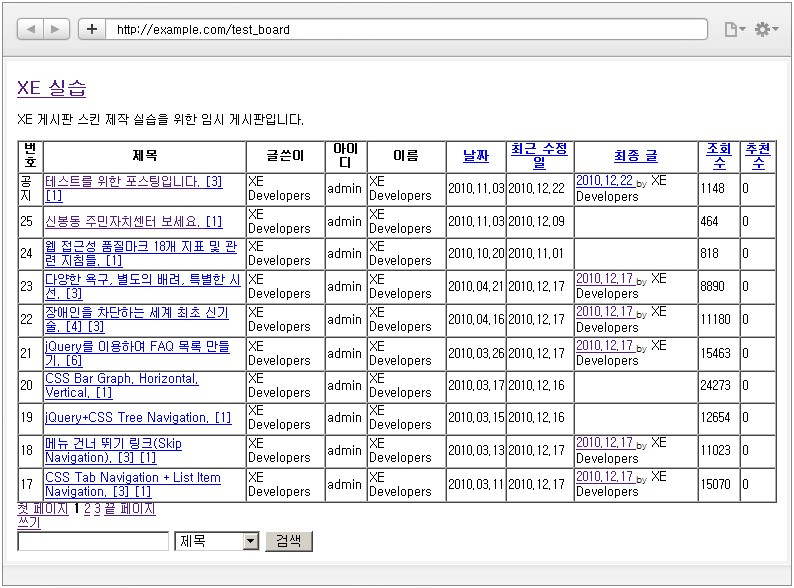 http://example.com/test_board
XE 실습
XE 게시판 스킨 제작 실습을 위한 임시 게시판입니다.
번호 제목 글쓴이 아이디 이름 날짜 최근 수정일 최종 글 조회수 추천수
공지 테스트를 위한 포스팅입니다. [3] [1] XE Developers admin XE Developers 2010.11.03 2010.12.22 2010.12.22 by XE Developers 1148 0
25 신봉동 주민자치센터 보세요. [1] XE Developers admin XE Developers 2010.11.03 2010.12.09 464 0
24 웹 접근성 품질마크 18개 지표 및 관련 지침들. [1] XE Developers admin XE Developers 2010.10.20 2010.11.01 818 0
23 다양한 욕구, 별도의 배려, 특별한 시선. [3] XE Developers admin XE Developers 2010.04.21 2010.12.17 2010.12.17 by XE Developers 8890 0
22 장애인을 차단하는 세계 최초 신기술. [4] [3] XE Developers admin XE Developers 2010.04.16 2010.12.17 2010.12.17 by XE Developers 11180 0
21 jQuery를 이용하여 FAQ 목록 만들기. [6] XE Developers admin XE Developers 2010.03.26 2010.12.17 2010.12.17 by XE Developers 15463 0
20 CSS Bar Graph, Horizontal, Vertical. [1] XE Developers admin XE Developers 2010.03.17 2010.12.16 24273 0
19 jQuery+CSS Tree Navigation. [1] XE Developers admin XE Developers 2010.03.15 2010.12.16 12654 0
18 메뉴 건너 뛰기 링크(Skip Navigation). [3] [1] XE Developers admin XE Developers 2010.03.13 2010.12.17 2010.12.17 by XE Developers 11023 0
17 CSS Tab Navigation + List Item Navigation. [3] [1] XE Developers admin XE Developers 2010.03.11 2010.12.17 2010.12.17 by XE Developers 15070 0
첫 페이지 1 2 3 끝 페이지
쓰기
제목 검색